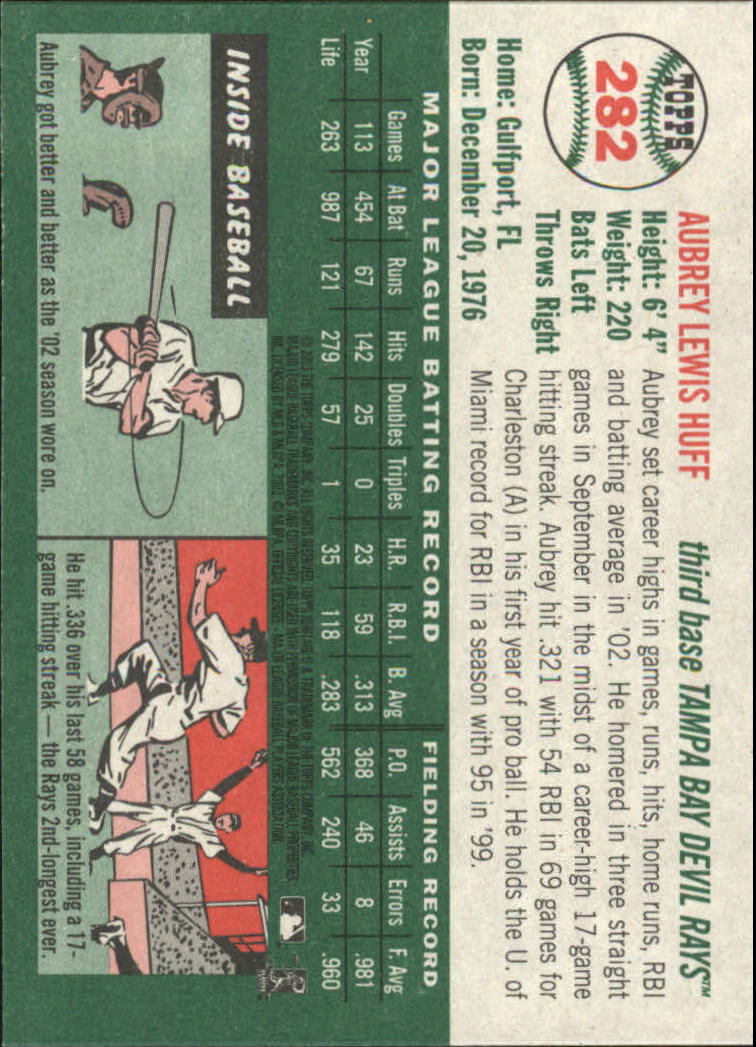 TOPPS
282
AUBREY LEWIS HUFF third base TAMPA BAY DEVIL RAYS™
Height: 6' 4"
Weight: 220
Bats Left
Throws Right
Home: Gulfport, FL
Born: December 20, 1976
Aubrey set career highs in games, runs, hits, home runs, RBI
and batting average in '02. He homered in three straight
games in September in the midst of a career-high 17-game
hitting streak. Aubrey hit .321 with 54 RBI in 69 games for
Charleston (A) in his first year of pro ball. He holds the U. of
Miami record for RBI in a season with 95 in '99.
MAJOR LEAGUE BATTING RECORD FIELDING RECORD
Games At Bat Runs Hits Doubles Triples H.R. R.B.I. B. Avg P.O. Assists Errors F. Avg
Year 113 454 67 142 25 0 23 59 .313 368 46 8 .981
Life 263 987 121 279 57 1 35 118 .283 562 240 33 .960
INSIDE BASEBALL
Aubrey got better and better as the '02 season wore on.
He hit .336 over his last 58 games, including a 17-
game hitting streak — the Rays 2nd-longest ever.